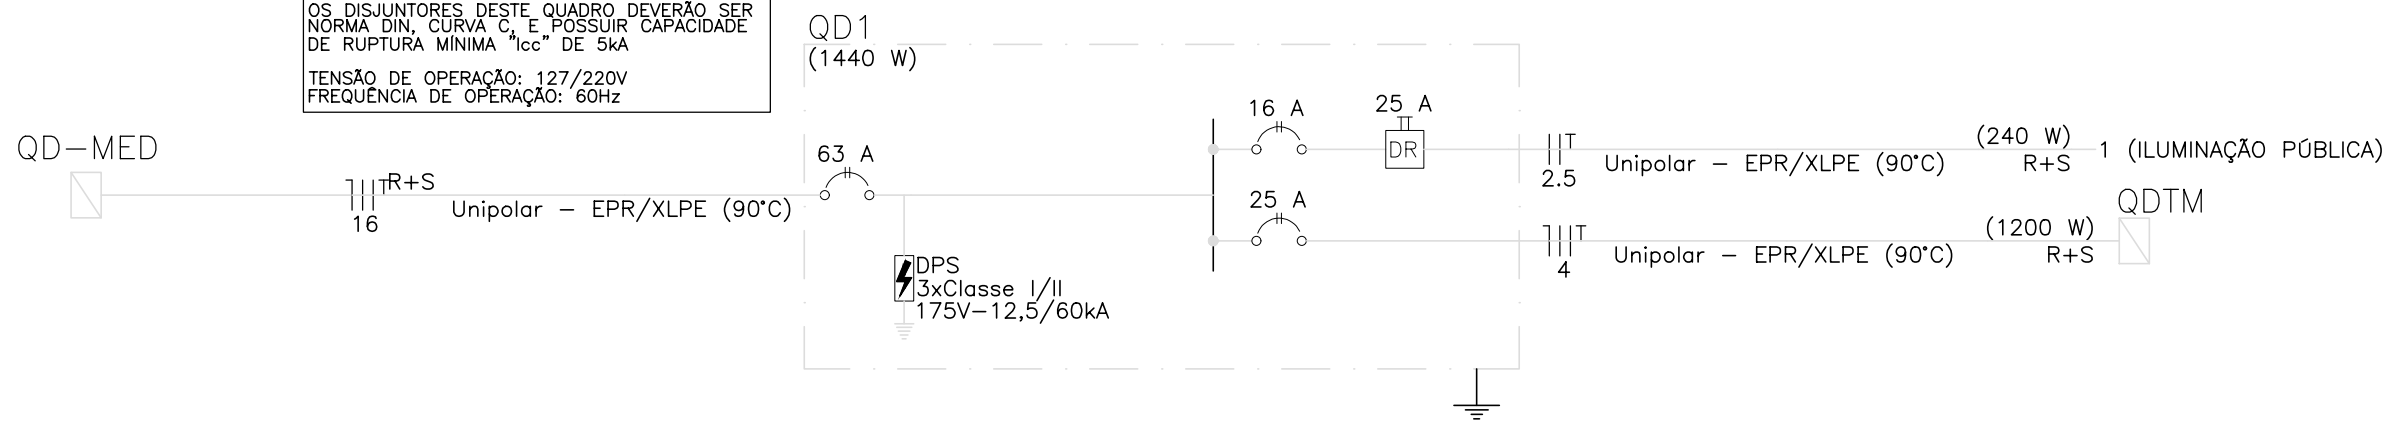 OS DISJUNTORES DESTE QUADRO DEVERÃO SER
NORMA DIN, CURVA C, E POSSUIR CAPACIDADE
DE RUPTURA MÍNIMA "Icc" DE 5kA
TENSÃO DE OPERAÇÃO: 127/220V
FREQUÊNCIA DE OPERAÇÃO: 60Hz
QD1
(1440 W)
QD-MED
R+S
16
Unipolar - EPR/XLPE (90°C)
63 A
DPS
3xClasse I/II
175V-12,5/60kA
16 A
25 A
DR
2.5
Unipolar - EPR/XLPE (90°C)
(240 W)
R+S
1 (ILUMINAÇÃO PÚBLICA)
25 A
4
Unipolar - EPR/XLPE (90°C)
(1200 W)
R+S
QDTM